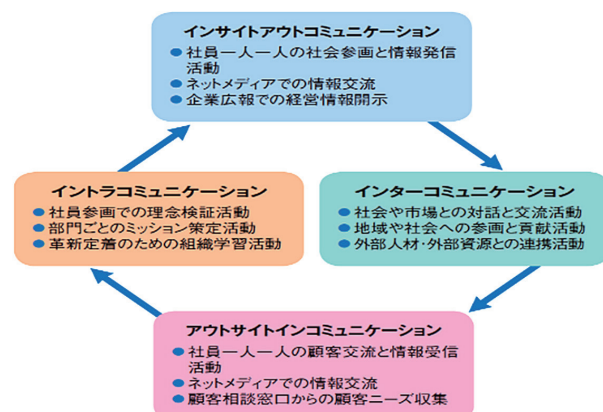 インサイトアウトコミュニケーション
●社員一人一人の社会参画と情報発信
活動
●ネットメディアでの情報交流
●企業広報での経営情報開示
イントラコミュニケーション
●社員参画での理念検証活動
●部門ごとのミッション策定活動
●革新定着のための組織学習活動
インターコミュニケーション
●社会や市場との対話と交流活動
●地域や社会への参画と貢献活動
●外部人材・外部資源との連携活動
アウトサイトインコミュニケーション
●社員一人一人の顧客交流と情報受信
活動
●ネットメディアでの情報交流
●顧客相談窓口からの顧客ニーズ収集